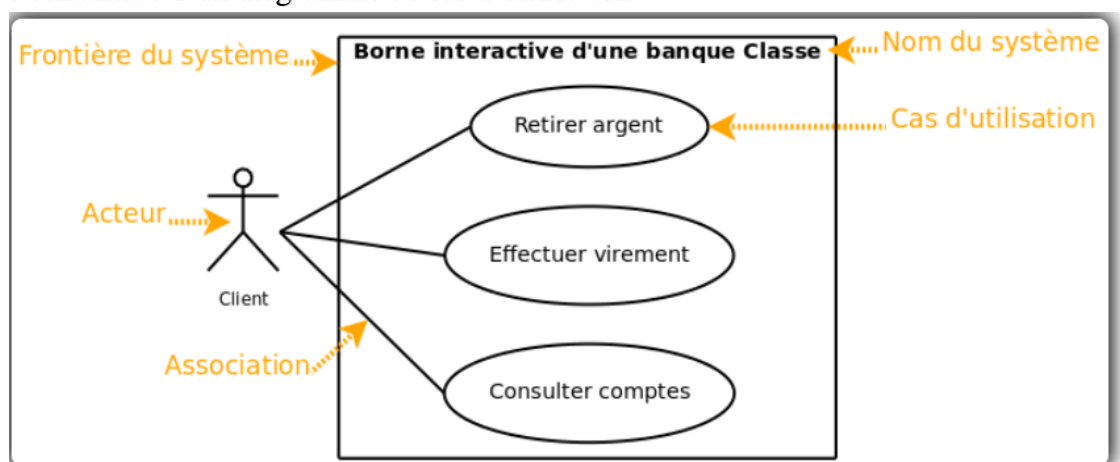 Frontière du système
Borne interactive d'une banque Classe
Nom du système
Retirer argent
Cas d'utilisation
Acteur
Effectuer virement
Client
Association
Consulter comptes